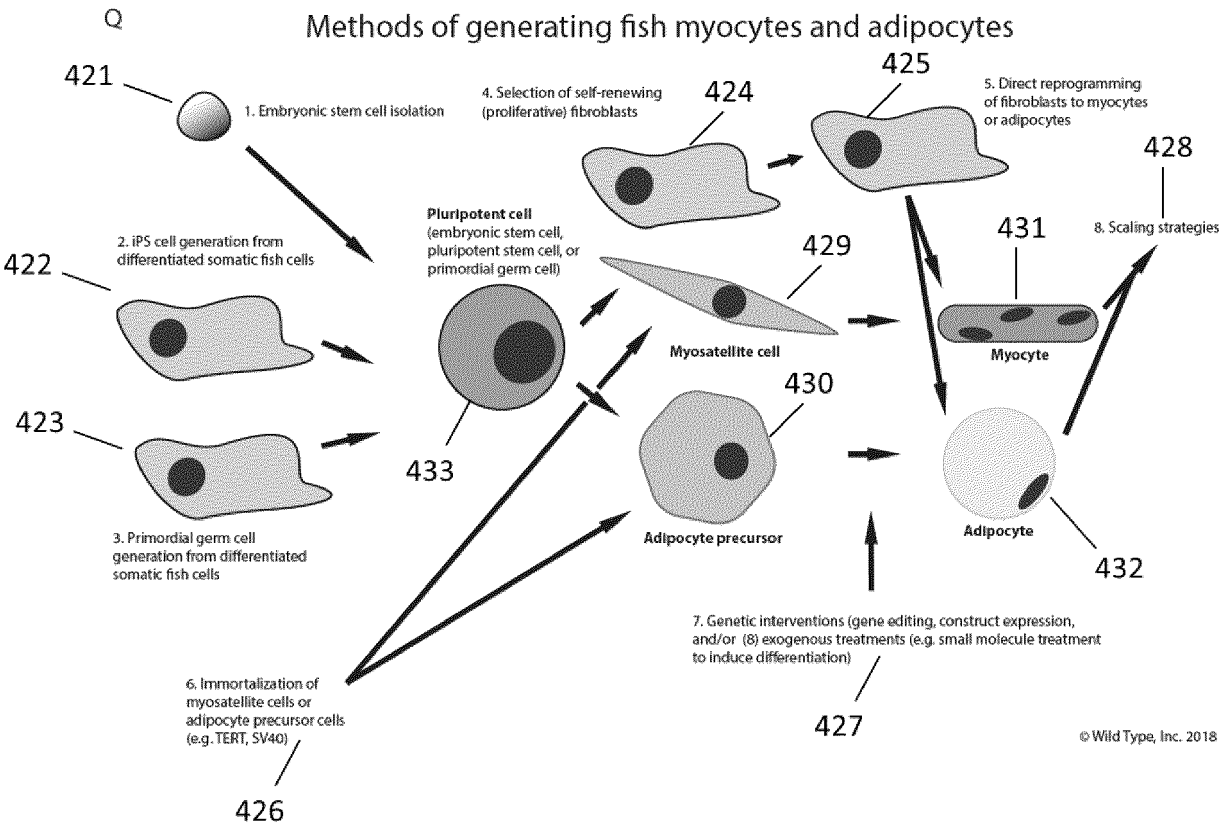 Q
Methods of generating fish myocytes and adipocytes
421
1. Embryonic stem cell isolation
4. Selection of self-renewing
(proliferative) fibroblasts
424
425
5. Direct reprogramming
of fibroblasts to myocytes
or adipocytes
428
8. Scaling strategies
2. iPS cell generation from
differentiated somatic fish cells
422
Pluripotent cell
(embryonic stem cell,
pluripotent stem cell, or
primordial germ cell)
429
431
Myosatellite cell
Myocyte
423
433
430
3. Primordial germ cell
generation from differentiated
somatic fish cells
Adipocyte precursor
Adipocyte
432
7. Genetic interventions (gene editing, construct expression,
and/or (8) exogenous treatments (e.g. small molecule treatment
to induce differentiation)
427
6. Immortalization of
myosatellite cells or
adipocyte precursor cells
(e.g. TERT, SV40)
426
© Wild Type, Inc. 2018